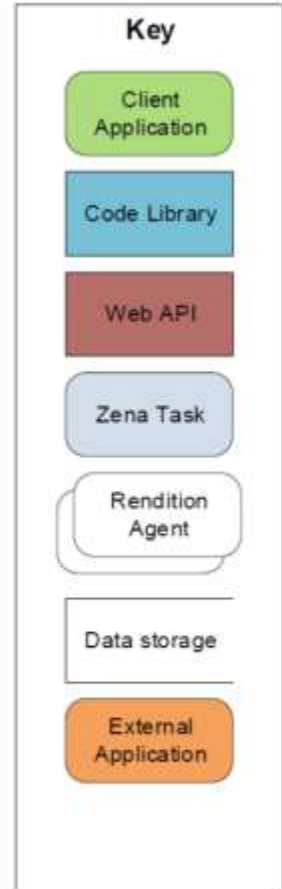 Key
Client
Application
Code Library
Web API
Zena Task
Rendition
Agent
Data storage
External
Application